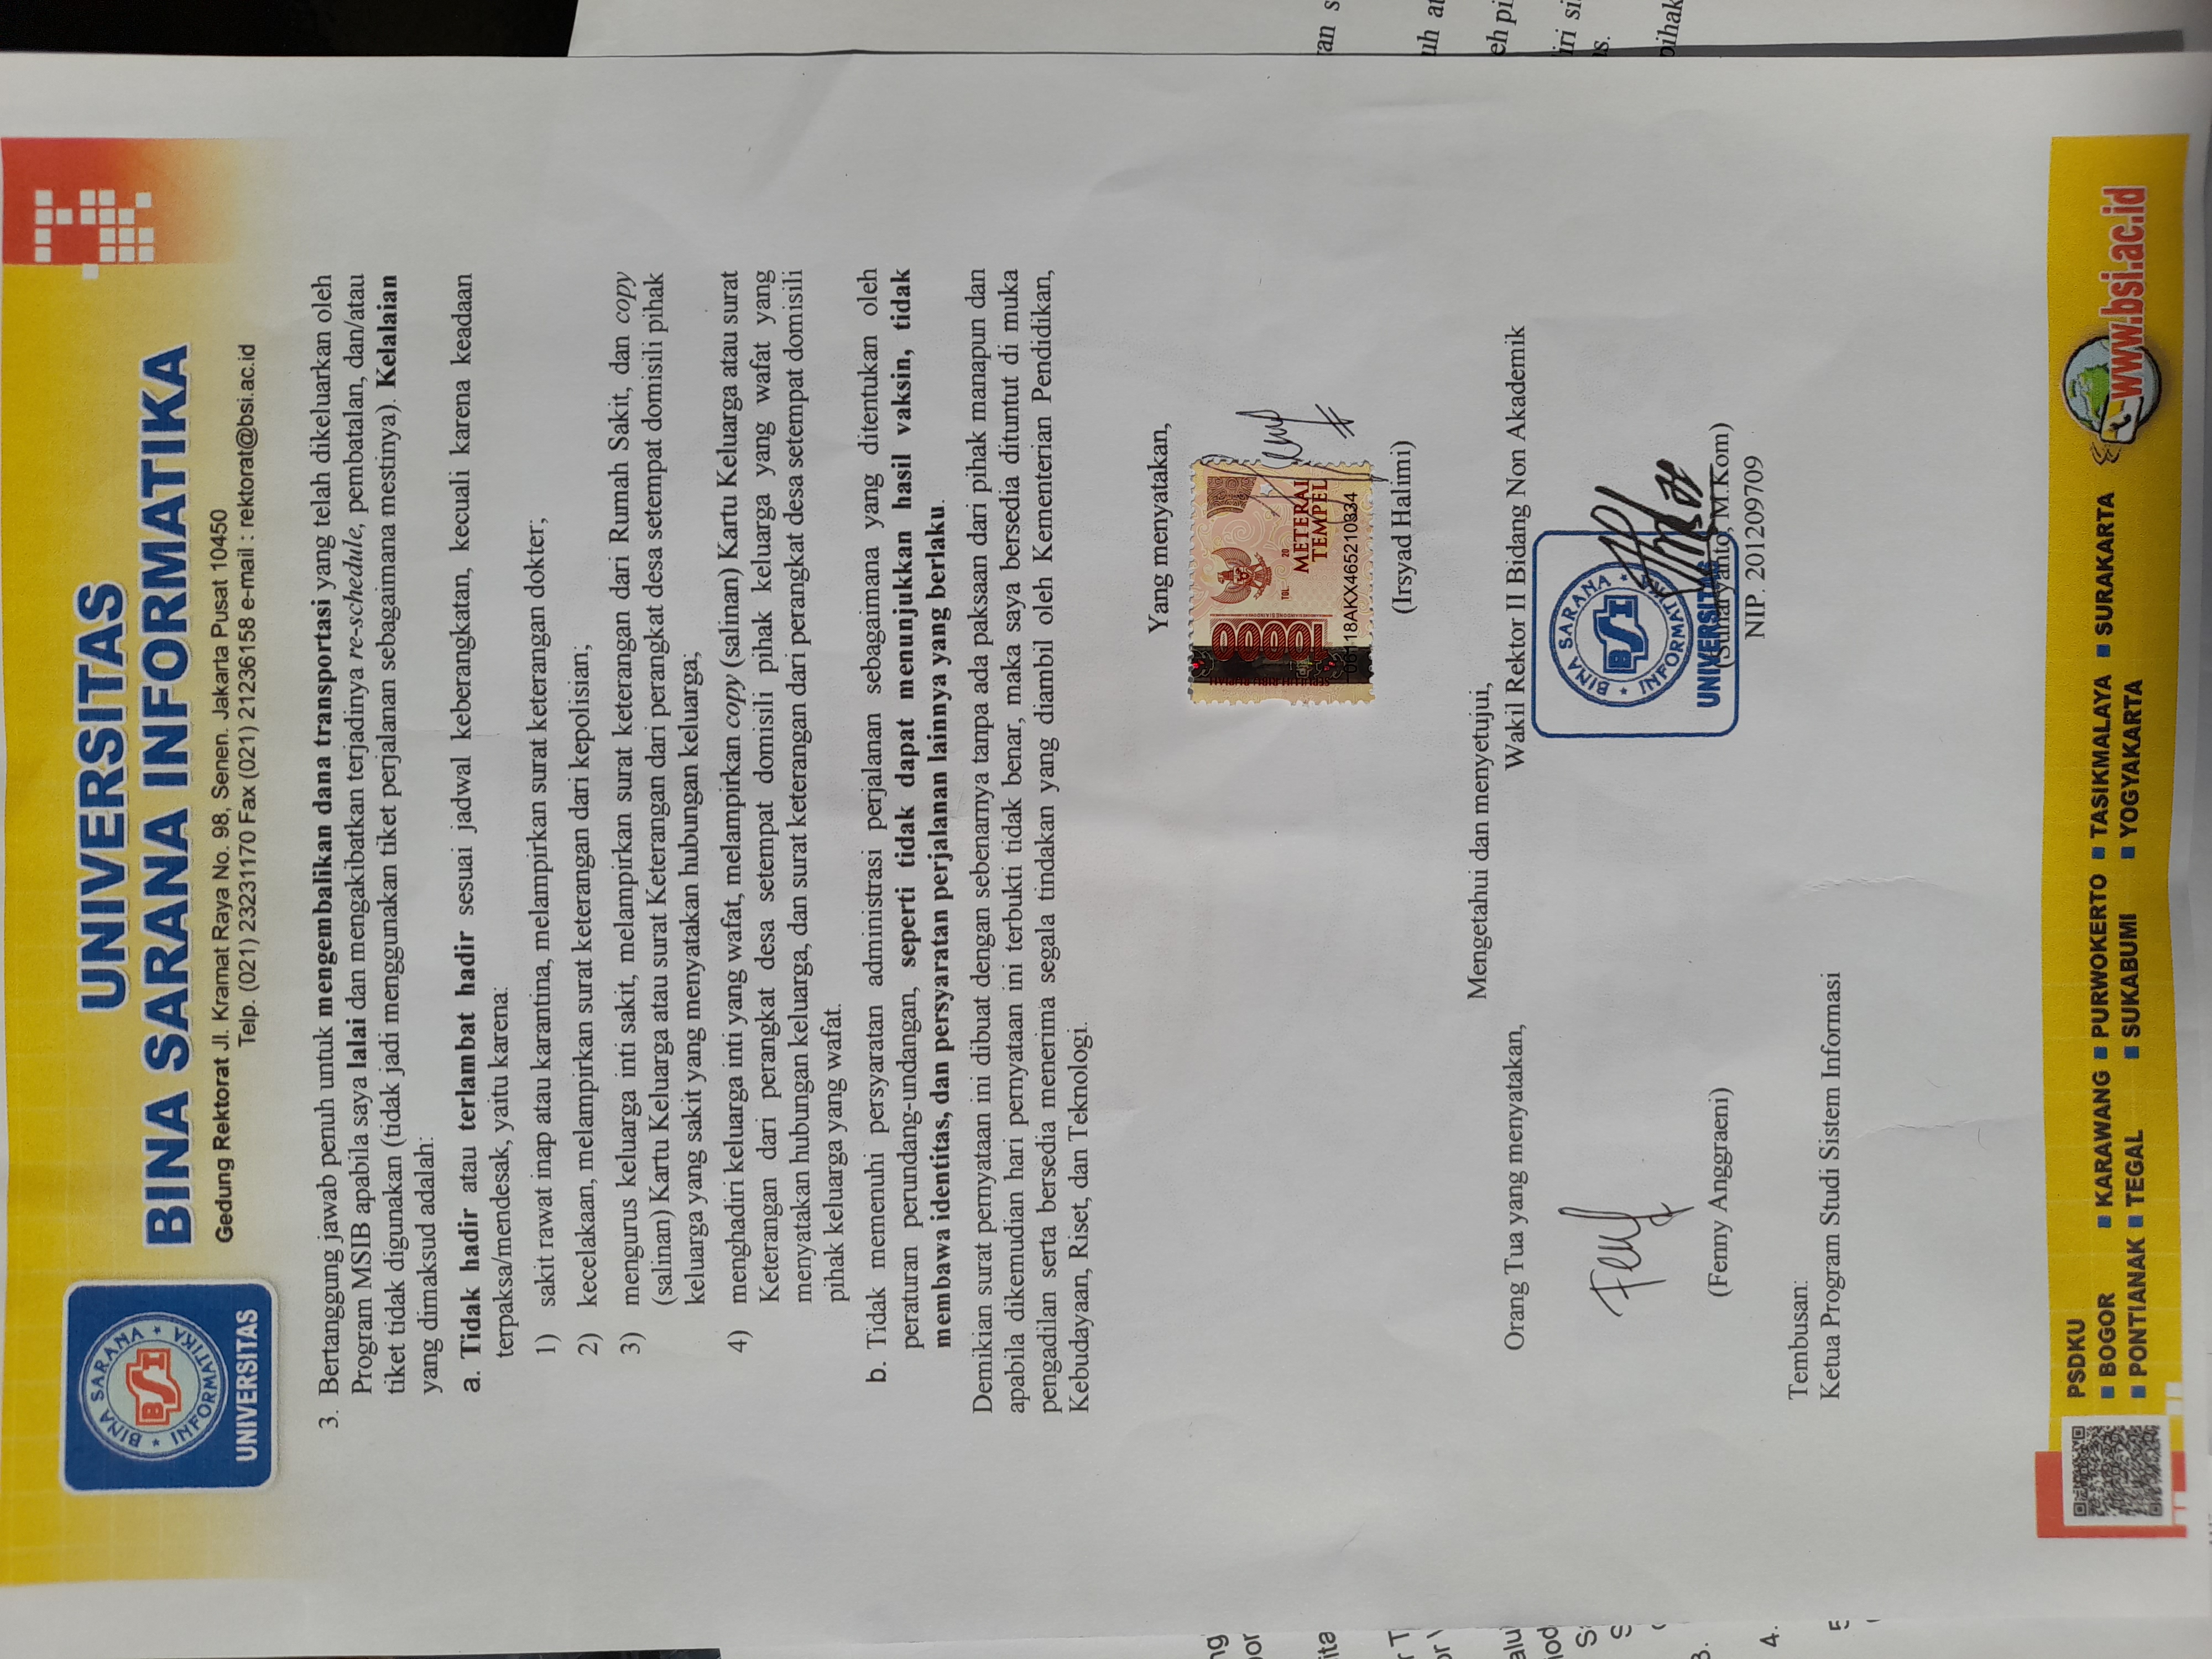 UNIVERSITAS
BINA SARANA INFORMATIKA
Gedung Rektorat Jl. Kramat Raya No. 98, Senen. Jakarta Pusat 10450
Telp. (021) 23231170 Fax (021) 21236158 e-mail : rektorat@bsi.ac.id
BINA SARANA
BSI
INFORMATIKA
UNIVERSITAS
3. Bertanggung jawab penuh untuk mengembalikan dana transportasi yang telah dikeluarkan oleh
Program MSIB apabila saya lalai dan mengakibatkan terjadinya re-schedule, pembatalan, dan/atau
tiket tidak digunakan (tidak jadi menggunakan tiket perjalanan sebagaimana mestinya). Kelalaian
yang dimaksud adalah:
a. Tidak hadir atau terlambat hadir sesuai jadwal keberangkatan, kecuali karena keadaan
terpaksa/mendesak, yaitu karena:
1) sakit rawat inap atau karantina, melampirkan surat keterangan dokter;
2) kecelakaan, melampirkan surat keterangan dari kepolisian;
3) mengurus keluarga inti sakit, melampirkan surat keterangan dari Rumah Sakit, dan copy
(salinan) Kartu Keluarga atau surat Keterangan dari perangkat desa setempat domisili pihak
keluarga yang sakit yang menyatakan hubungan keluarga;
4) menghadiri keluarga inti yang wafat, melampirkan copy (salinan) Kartu Keluarga atau surat
Keterangan dari perangkat desa setempat domisili pihak keluarga yang wafat yang
menyatakan hubungan keluarga, dan surat keterangan dari perangkat desa setempat domisili
pihak keluarga yang wafat.
b. Tidak memenuhi persyaratan administrasi perjalanan sebagaimana yang ditentukan oleh
peraturan perundang-undangan, seperti tidak dapat menunjukkan hasil vaksin, tidak
membawa identitas, dan persyaratan perjalanan lainnya yang berlaku.
Demikian surat pernyataan ini dibuat dengan sebenarnya tanpa ada paksaan dari pihak manapun dan
apabila dikemudian hari pernyataan ini terbukti tidak benar, maka saya bersedia dituntut di muka
pengadilan serta bersedia menerima segala tindakan yang diambil oleh Kementerian Pendidikan,
Kebudayaan, Riset, dan Teknologi.
Yang menyatakan,
10000
TGL. 20
METERAI
TEMPEL
18AKX465210334
(Irsyad Halimi)
Mengetahui dan menyetujui,
Orang Tua yang menyatakan,
Wakil Rektor II Bidang Non Akademik
BINA SARANA
BSI
INFORMATIKA
UNIVERSITAS
(Fenny Anggraeni)
(Suharyanto, M.Kom)
NIP. 201209709
Tembusan:
Ketua Program Studi Sistem Informasi
PSDKU
BOGOR KARAWANG PURWOKERTO TASIKMALAYA SURAKARTA
PONTIANAK TEGAL SUKABUMI YOGYAKARTA
www.bsi.ac.id